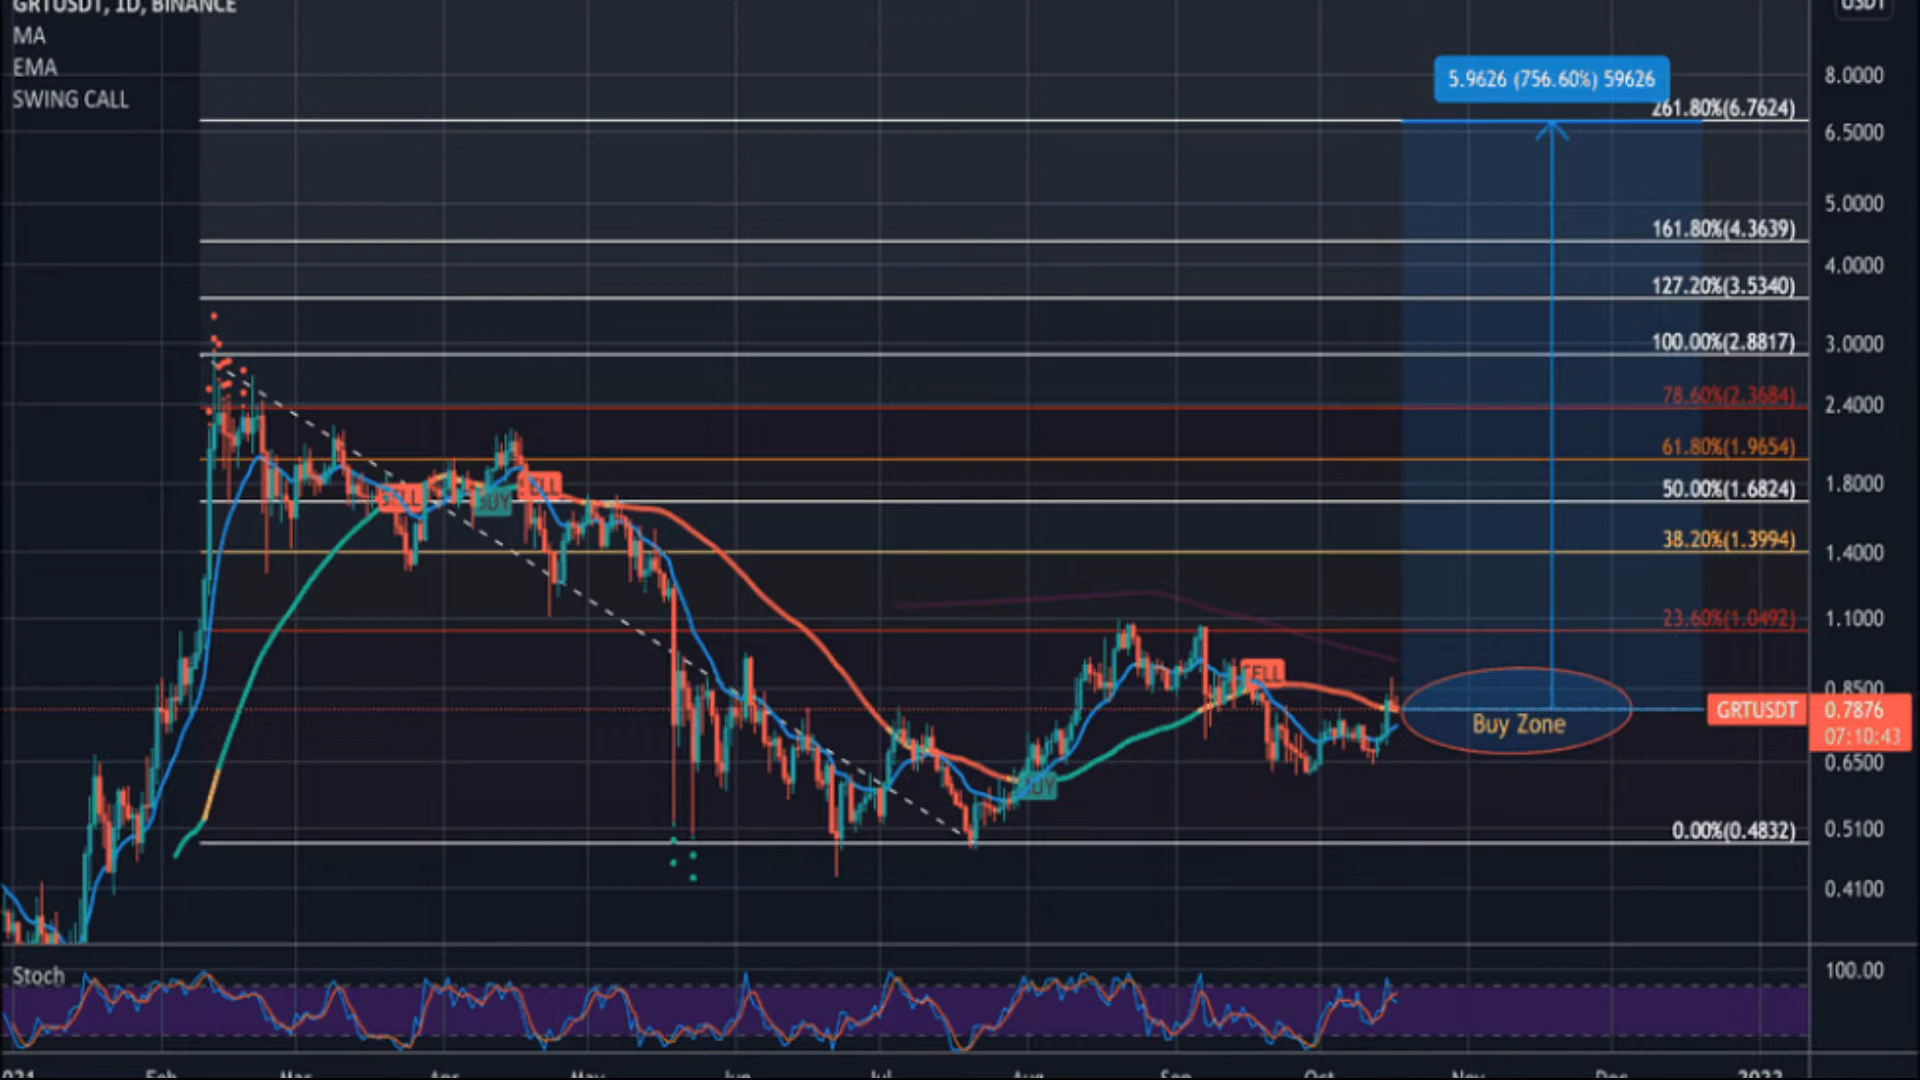 GRTUSDT, 1D, BINANCE
USDT
MA
EMA
SWING CALL
5.9626 (756.60%) 59626
8.0000
261.80%(6.7624)
6.5000
5.0000
161.80%(4.3639)
4.0000
127.20%(3.5340)
100.00%(2.8817)
3.0000
78.60%(2.3684)
2.4000
61.80%(1.9654)
SELL
BUY
SELL
50.00%(1.6824)
1.8000
38.20%(1.3994)
1.4000
23.60%(1.0492)
1.1000
SELL
0.8500
GRTUSDT
0.7876
Buy Zone
07:10:43
0.6500
BUY
0.00%(0.4832)
0.5100
0.4100
Stoch
100.00
Feb Mar Apr May Jun Jul Aug Sep Oct Nov Dec